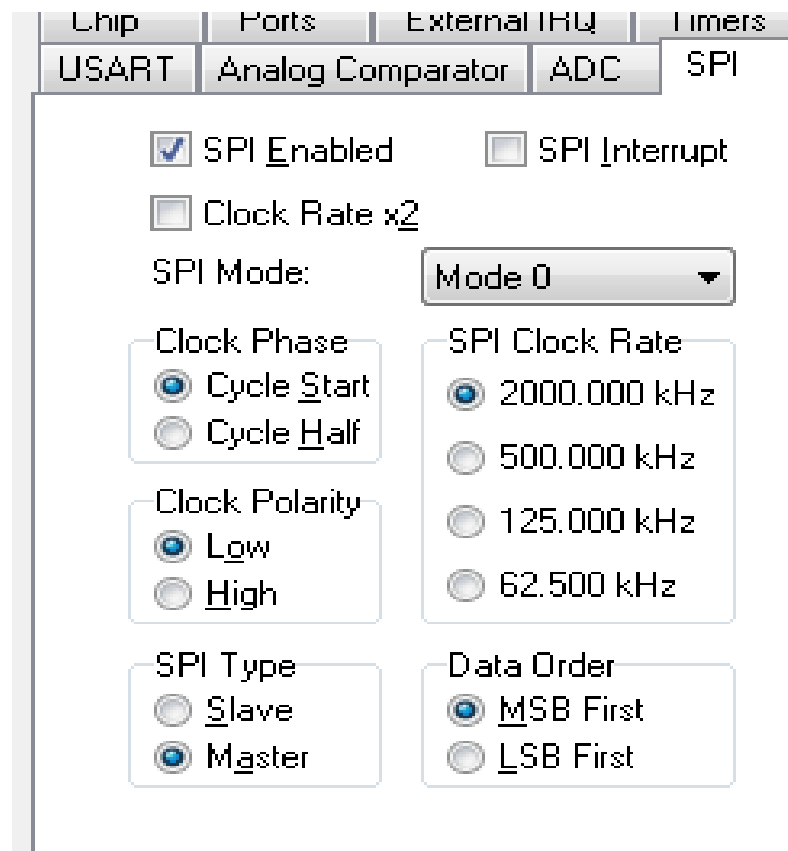 Chip Ports External IRQ Timers
USART Analog Comparator ADC SPI
SPI Enabled SPI Interrupt
Clock Rate x2
SPI Mode: Mode 0
Clock Phase
Cycle Start
Cycle Half
SPI Clock Rate
2000.000 kHz
500.000 kHz
125.000 kHz
62.500 kHz
Clock Polarity
Low
High
SPI Type
Slave
Master
Data Order
MSB First
LSB First